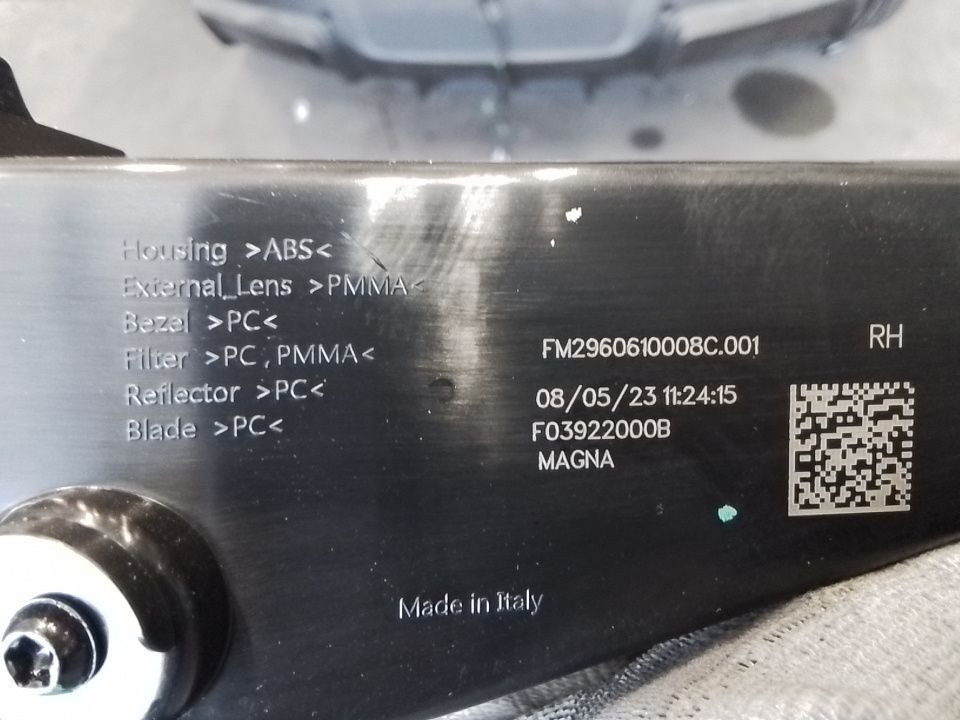 Housing >ABS<
External_Lens >PMMA<
Bezel >PC<
Filter >PC,PMMA<
Reflector >PC<
Blade >PC<
FM2960610008C.001
RH
08/05/23 11:24:15
F03922000B
MAGNA
Made in Italy